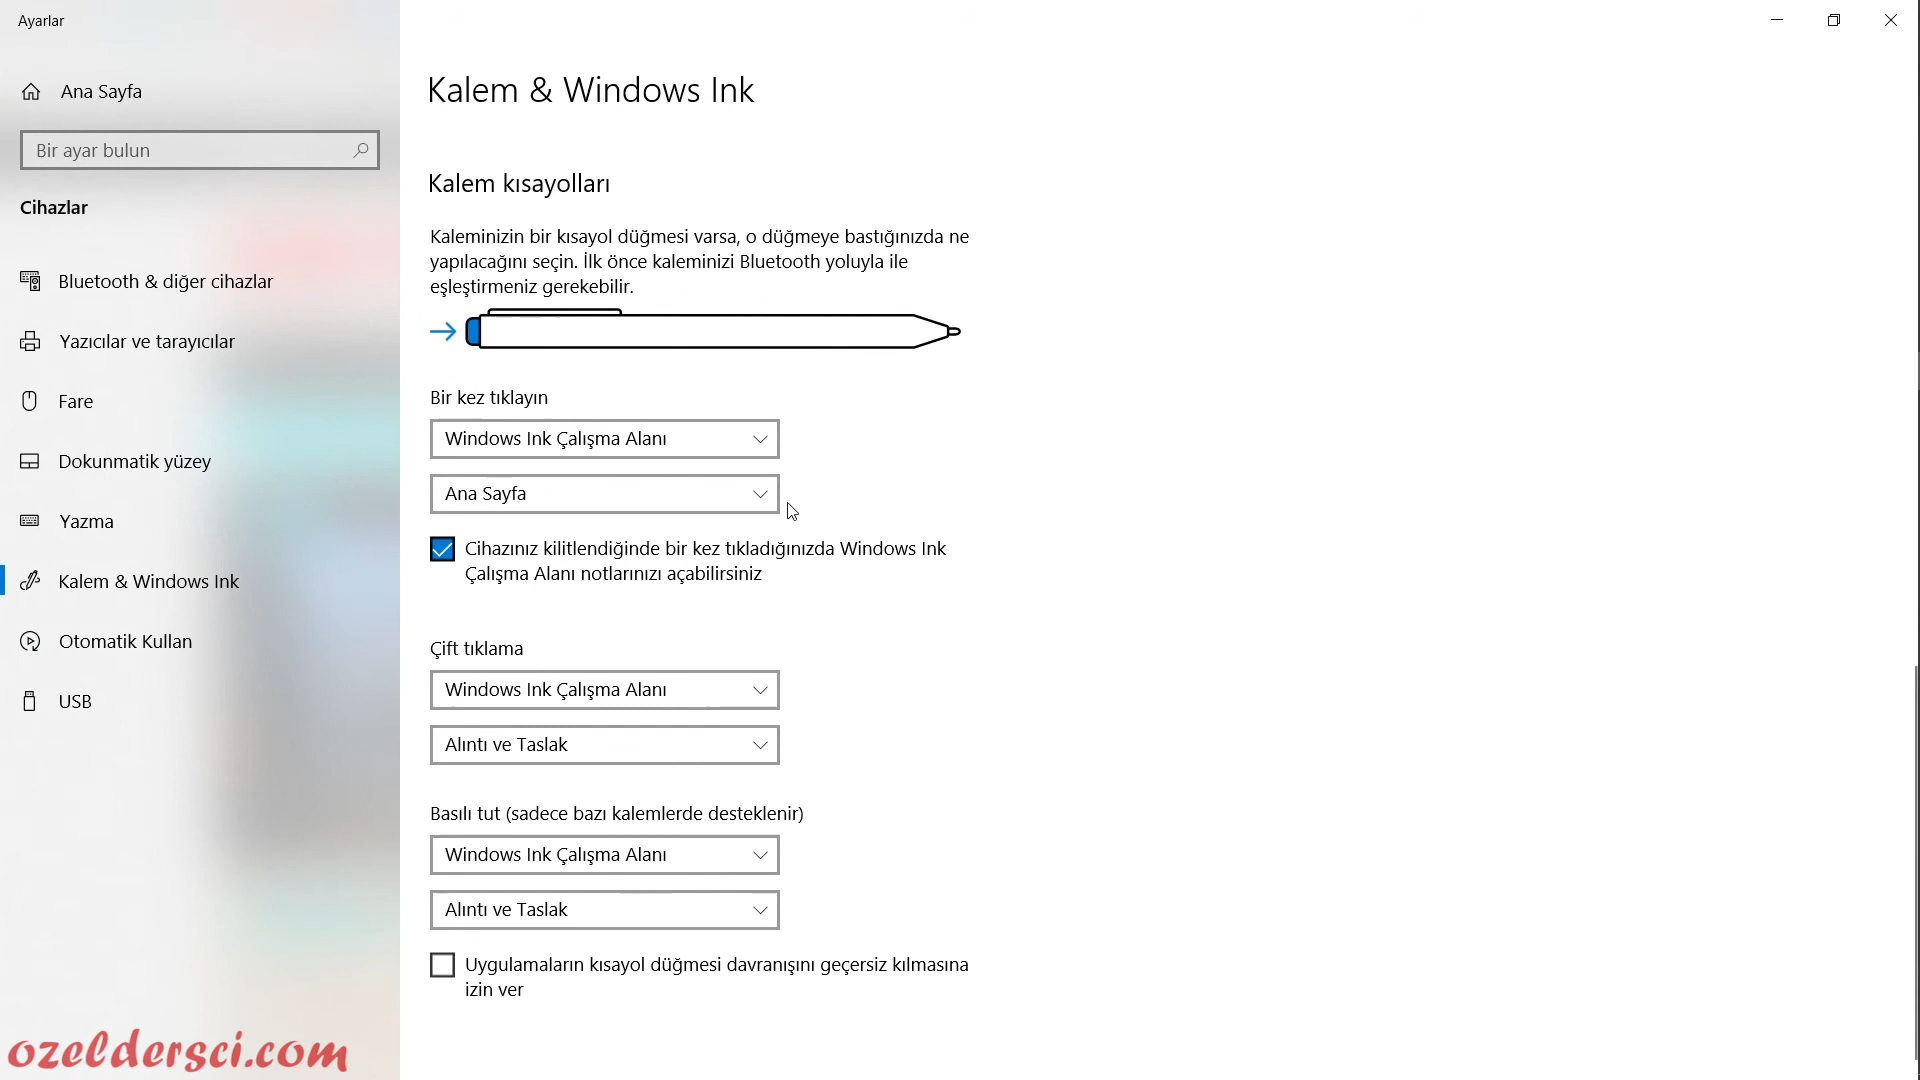 Ayarlar
Ana Sayfa
Bir ayar bulun
Cihazlar
Bluetooth & diğer cihazlar
Yazıcılar ve tarayıcılar
Fare
Dokunmatik yüzey
Yazma
Kalem & Windows Ink
Otomatik Kullan
USB
ozeldersci.com
Kalem & Windows Ink
Kalem kısayolları
Kaleminizin bir kısayol düğmesi varsa, o düğmeye bastığınızda ne
yapılacağını seçin. İlk önce kaleminizi Bluetooth yoluyla ile
eşleştirmeniz gerekebilir.
Bir kez tıklayın
Windows Ink Çalışma Alanı
Ana Sayfa
Cihazınız kilitlendiğinde bir kez tıkladığınızda Windows Ink
Çalışma Alanı notlarınızı açabilirsiniz
Çift tıklama
Windows Ink Çalışma Alanı
Alıntı ve Taslak
Basılı tut (sadece bazı kalemlerde desteklenir)
Windows Ink Çalışma Alanı
Alıntı ve Taslak
Uygulamaların kısayol düğmesi davranışını geçersiz kılmasına
izin ver